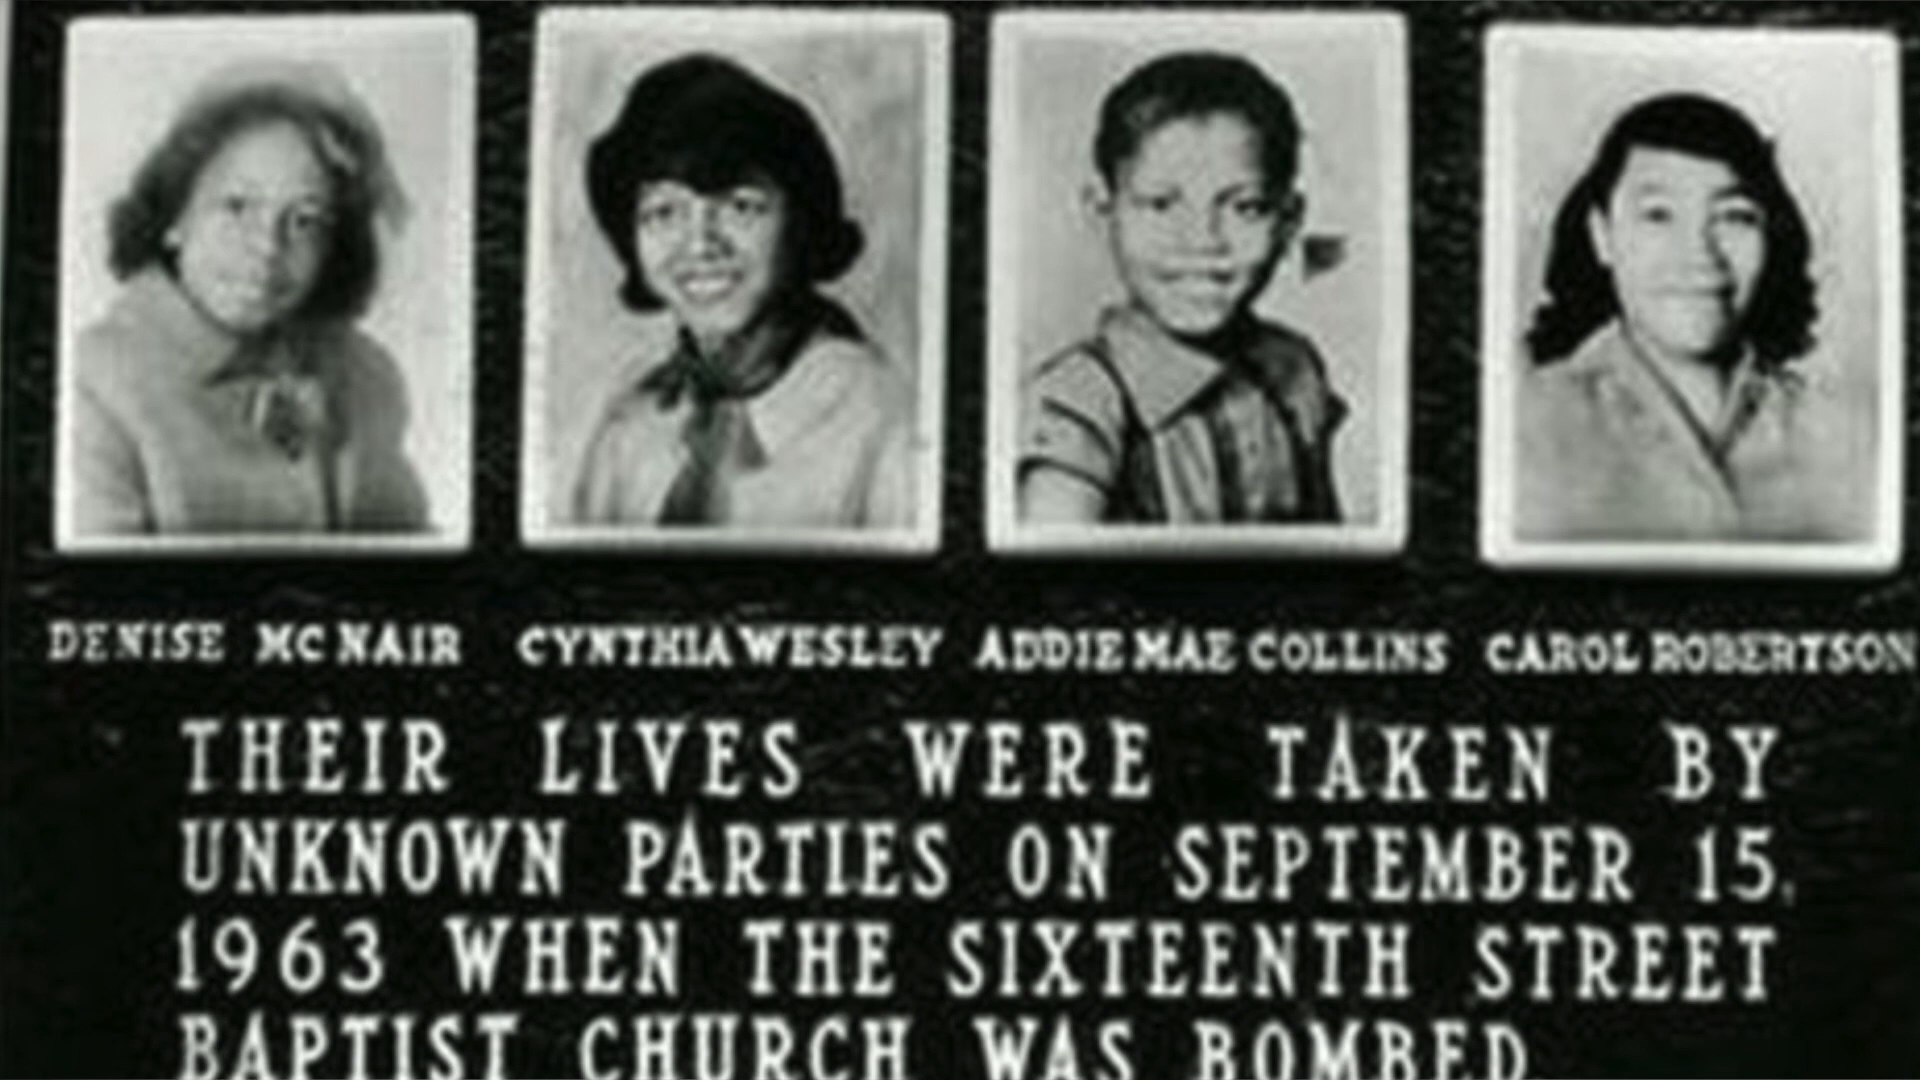 DENISE MCNAIR CYNTHIA WESLEY ADDIE MAE COLLINS CAROL ROBERTSON
THEIR LIVES WERE TAKEN BY
UNKNOWN PARTIES ON SEPTEMBER 15,
1963 WHEN THE SIXTEENTH STREET
BAPTIST CHURCH WAS BOMBED